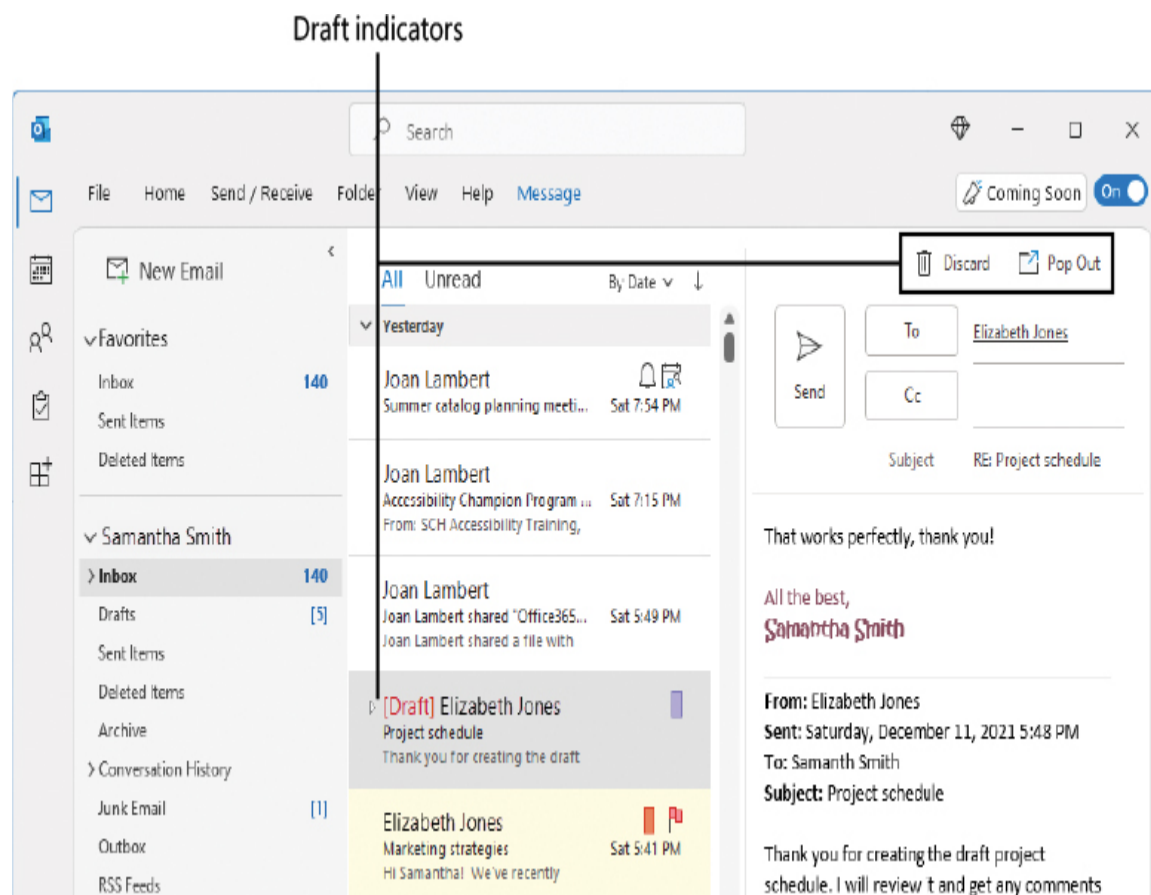 Draft indicators
Search
File Home Send / Receive Folder View Help Message
Coming Soon On
New Email
Favorites
Inbox 140
Sent Items
Deleted Items
Samantha Smith
Inbox 140
Drafts [5]
Sent Items
Deleted Items
Archive
Conversation History
Junk Email [1]
Outbox
RSS Feeds
All Unread By Date
Yesterday
Joan Lambert
Summer catalog planning meeti... Sat 7:54 PM
Joan Lambert
Accessibility Champion Program ... Sat 7:15 PM
From: SCH Accessibility Training,
Joan Lambert
Joan Lambert shared "Office365... Sat 5:49 PM
Joan Lambert shared a file with
[Draft] Elizabeth Jones
Project schedule
Thank you for creating the draft
Elizabeth Jones
Marketing strategies Sat 5:41 PM
Hi Samantha! We've recently
Discard Pop Out
Send
To Elizabeth Jones
Cc
Subject RE: Project schedule
That works perfectly, thank you!
All the best,
Samantha Smith
From: Elizabeth Jones
Sent: Saturday, December 11, 2021 5:48 PM
To: Samanth Smith
Subject: Project schedule
Thank you for creating the draft project
schedule. I will review it and get any comments